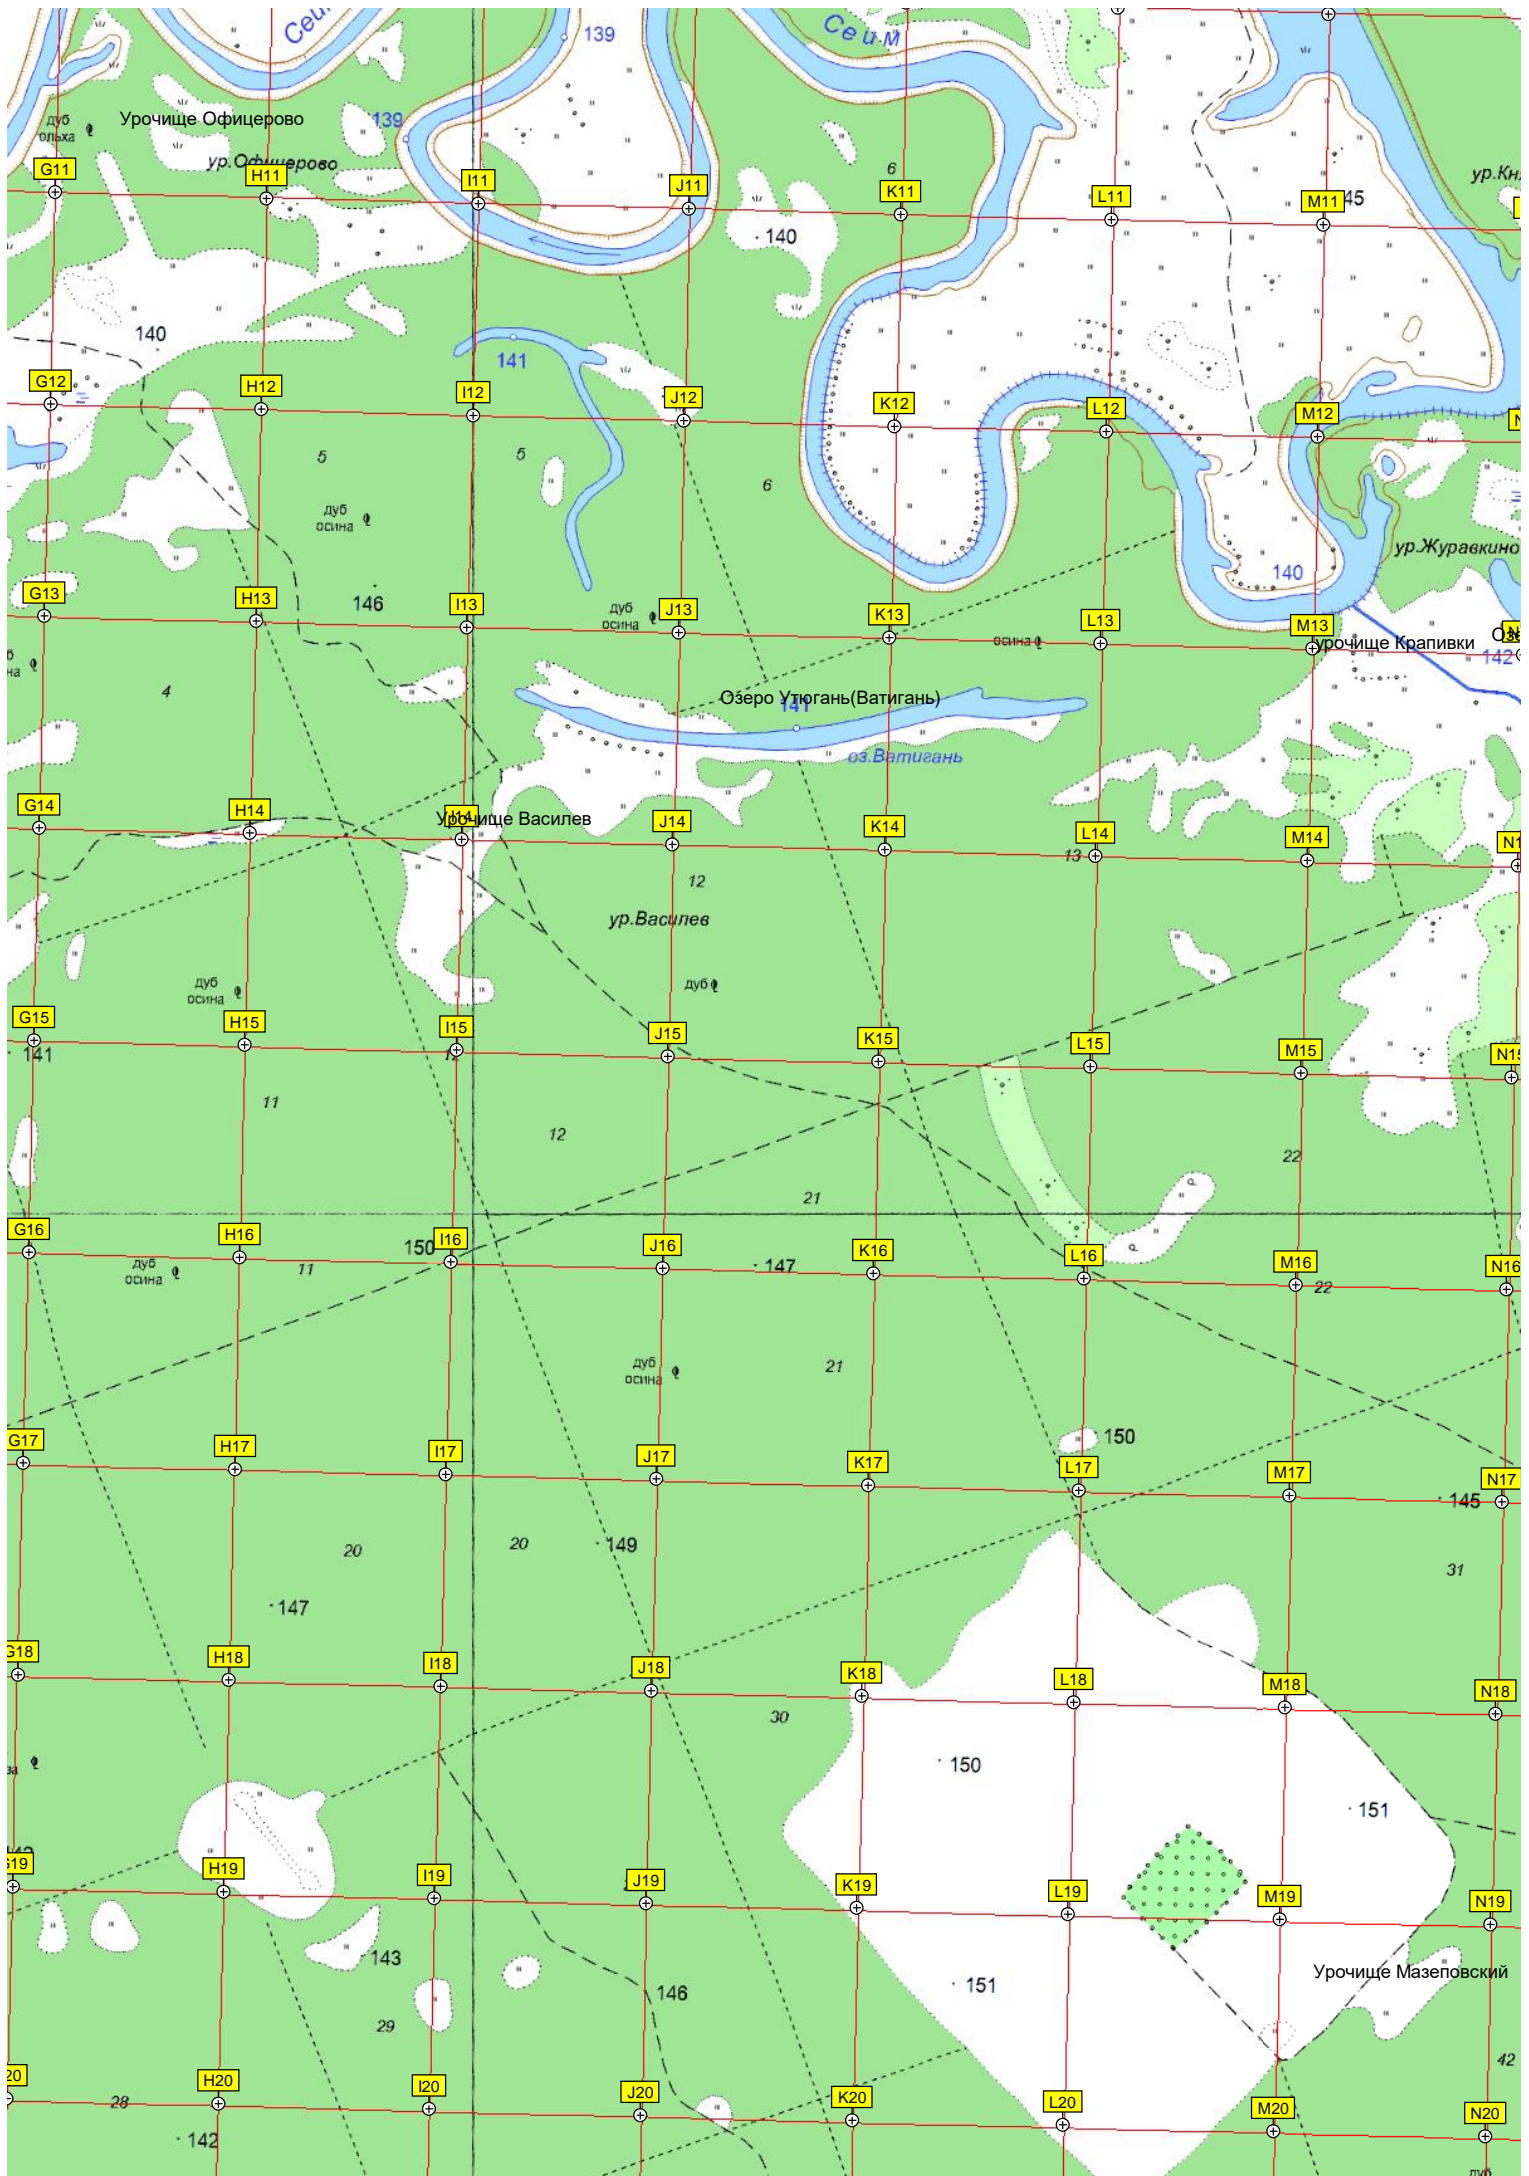 Сейм
139
дуб
ольха
Урочище Офицерово
139
ур.Офицерово
6
G11
H11
I11
J11
K11
L11
M11
45
140
140
141
G12
H12
I12
J12
K12
L12
M12
5
5
6
дуб
осина
ур.Журавкино
140
146
G13
H13
I13
дуб
осина
J13
K13
осина
L13
M13
урочище Крапивки
142
4
Озеро Утюгань(Ватигань)
141
оз.Ватигань
G14
H14
I14
Урочище Василев
J14
K14
L14
M14
13
12
ур.Василев
дуб
осина
дуб
G15
H15
I15
J15
K15
L15
M15
N15
141
12
11
12
22
21
G16
H16
150
I16
J16
147
K16
L16
M16
N16
дуб
осина
11
22
дуб
осина
21
150
G17
H17
I17
J17
K17
L17
M17
N17
145
20
20
149
31
147
G18
H18
I18
J18
K18
L18
M18
N18
30
150
151
H19
I19
J19
K19
L19
M19
N19
143
Урочище Мазеповский
146
151
29
42
20
H20
I20
J20
K20
L20
M20
N20
28
142